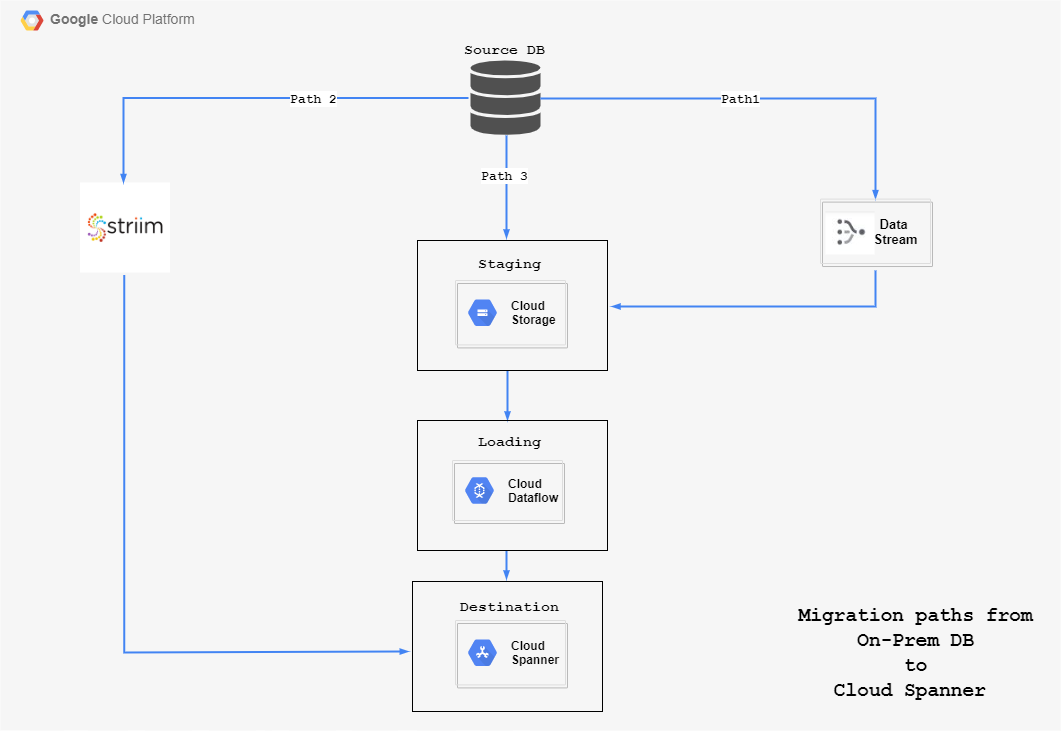 Google Cloud Platform
Source DB
Path 2
Path1
Path 3
striim
Data
Stream
Staging
Cloud
Storage
Loading
Cloud
Dataflow
Destination
Cloud
Spanner
Migration paths from
On-Prem DB
to
Cloud Spanner